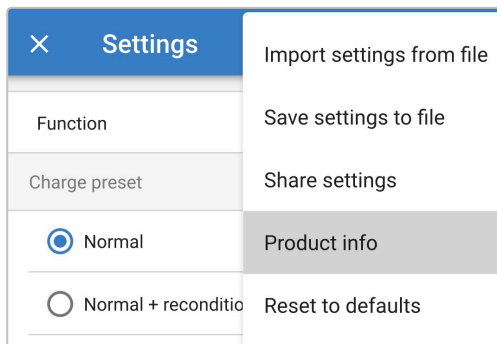 Settings
Import settings from file
Save settings to file
Function
Share settings
Charge preset
Product info
Normal
Reset to defaults
Normal + reconditio